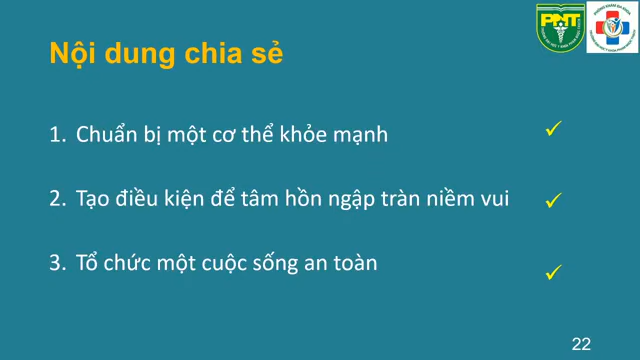 PNT
Nội dung chia sẻ
1. Chuẩn bị một cơ thể khỏe mạnh
2. Tạo điều kiện để tâm hồn ngập tràn niềm vui
3. Tổ chức một cuộc sống an toàn
22